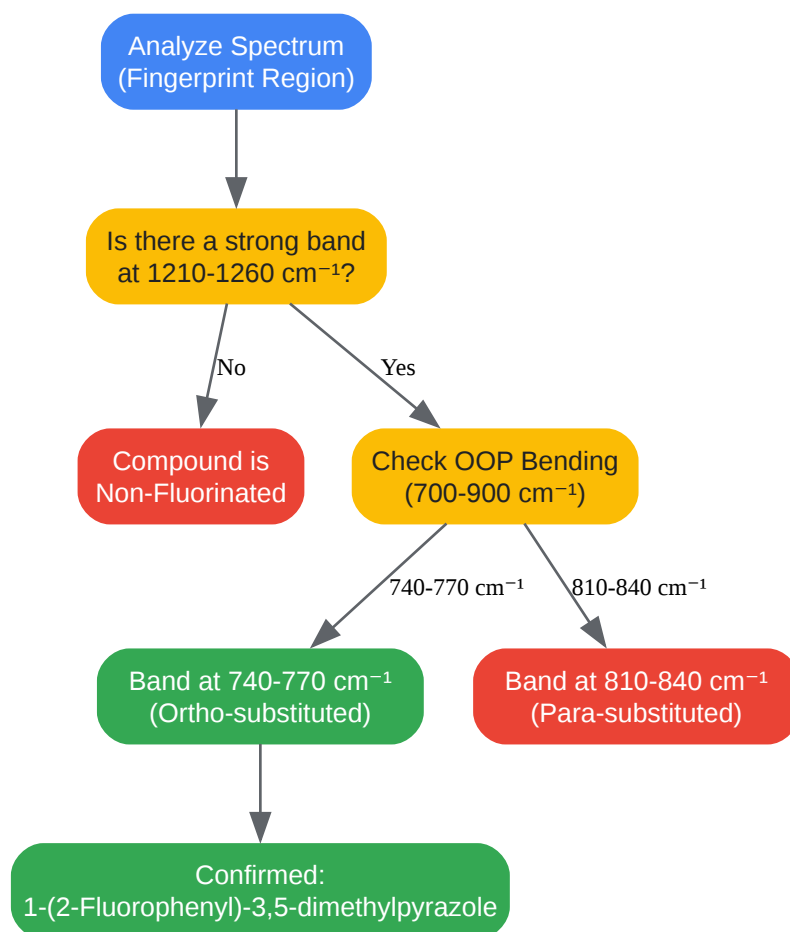 Analyze Spectrum
(Fingerprint Region)
Is there a strong band
at 1210-1260 cm⁻¹?
No
Yes
Compound is
Non-Fluorinated
Check OOP Bending
(700-900 cm⁻¹)
740-770 cm⁻¹
810-840 cm⁻¹
Band at 740-770 cm⁻¹
(Ortho-substituted)
Band at 810-840 cm⁻¹
(Para-substituted)
Confirmed:
1-(2-Fluorophenyl)-3,5-dimethylpyrazole